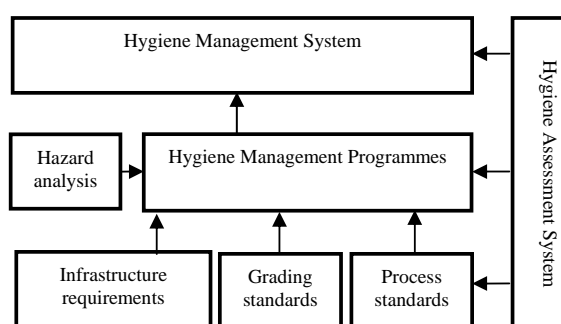 Hygiene Management System
Hygiene Assessment System
Hazard
analysis
Hygiene Management Programmes
Infrastructure
requirements
Grading
standards
Process
standards